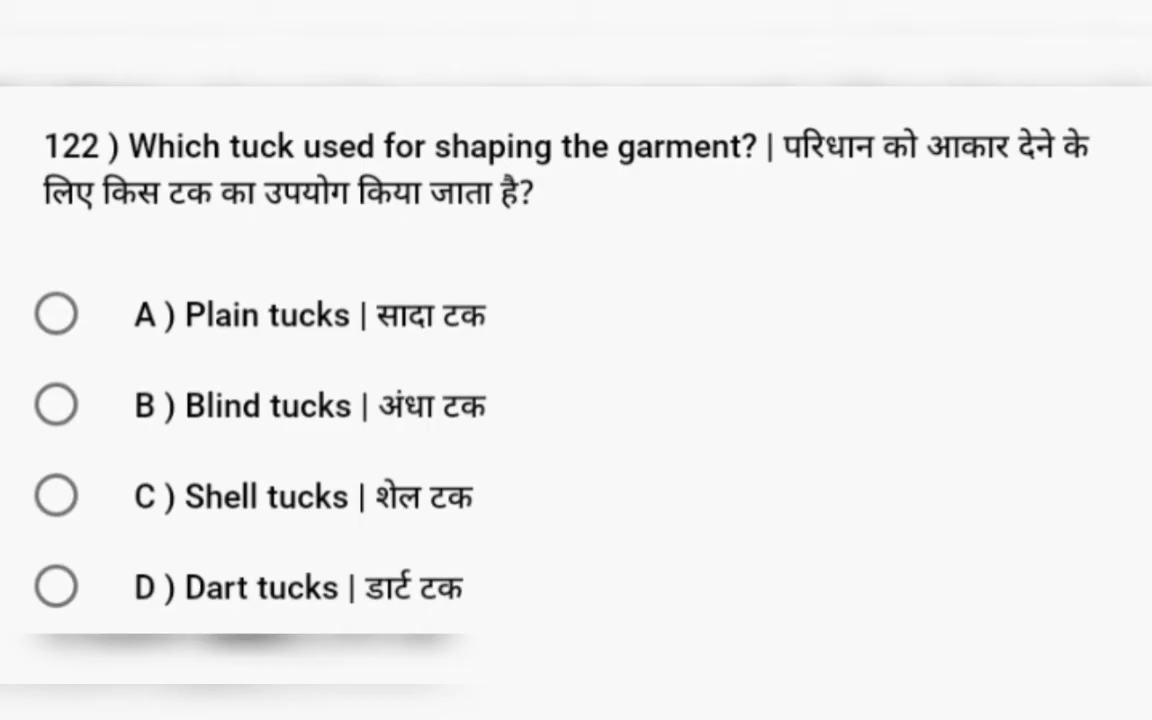 122 ) Which tuck used for shaping the garment? | परिधान को आकार देने के
लिए किस टक का उपयोग किया जाता है?
A ) Plain tucks | सादा टक
B ) Blind tucks | अंधा टक
C ) Shell tucks | शेल टक
D ) Dart tucks | डार्ट टक